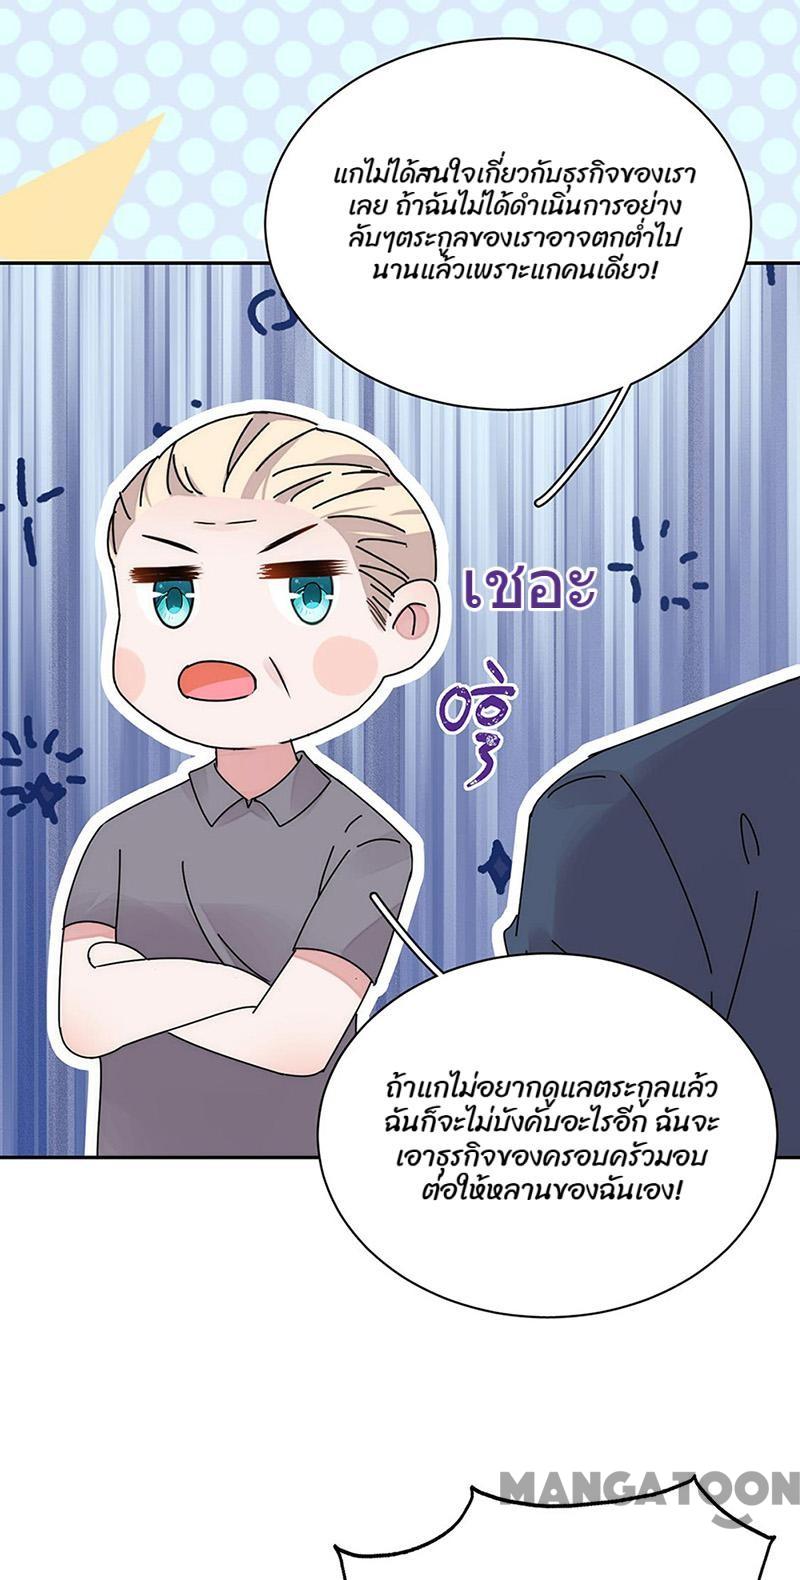 แกไม่ได้สนใจเกี่ยวกับธุรกิจของเรา
เลย ถ้าฉันไม่ได้ดำเนินการอย่าง
ลับๆตระกูลของเราอาจตกต่ำไป
นานแล้วเพราะแกคนเดียว!
เชอะ
ถ้าแกไม่อยากดูแลตระกูลแล้ว
ฉันก็จะไม่บังคับอะไรอีก ฉันจะ
เอาธุรกิจของครอบครัวมอบ
ต่อให้หลานของฉันเอง!
MANGATOON